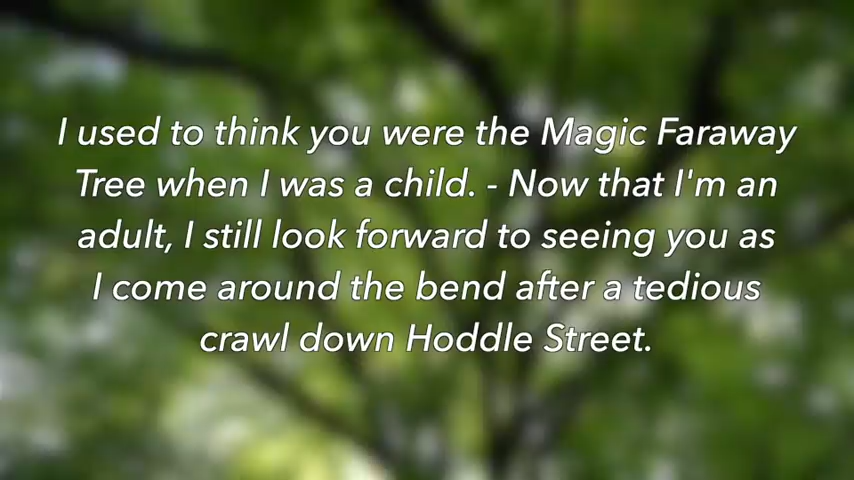 I used to think you were the Magic Faraway
Tree when I was a child. - Now that I'm an
adult, I still look forward to seeing you as
I come around the bend after a tedious
crawl down Hoddle Street.